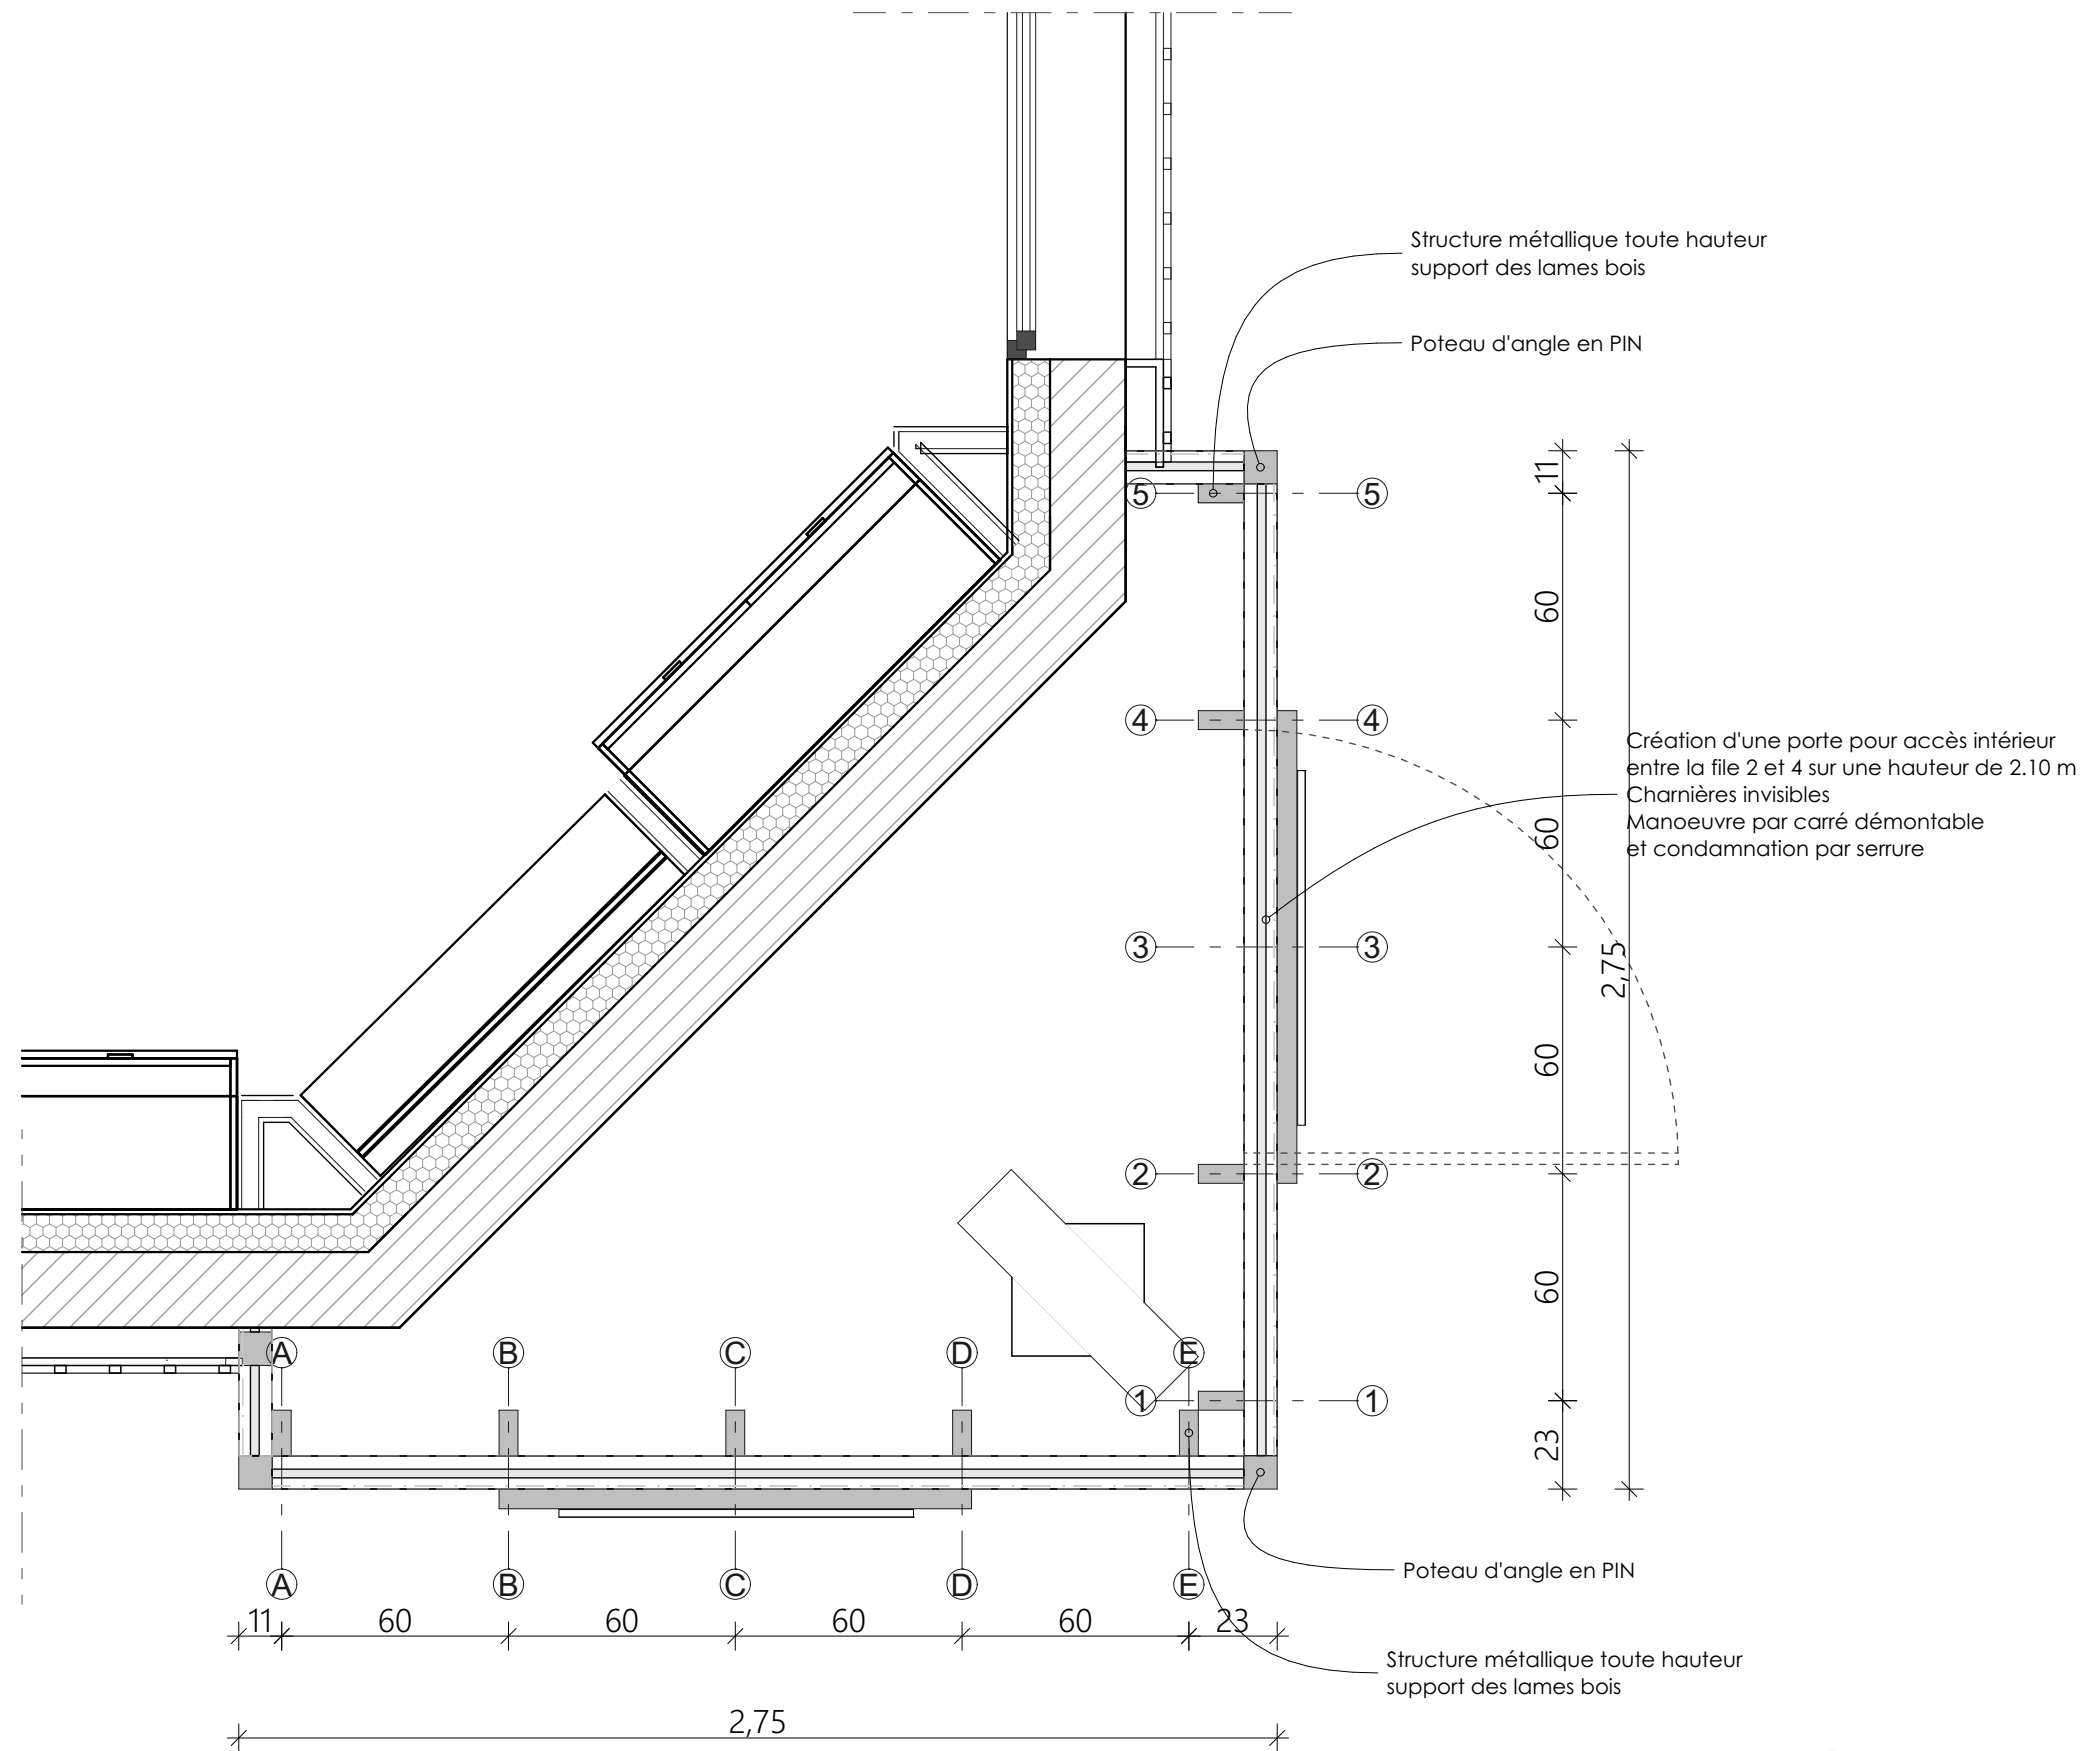 Structure métallique toute hauteur
support des lames bois
Poteau d'angle en PIN
11
5 5
60
4 4
Création d'une porte pour accès intérieur
entre la file 2 et 4 sur une hauteur de 2.10 m
Charnières invisibles
Manoeuvre par carré démontable
et condamnation par serrure
60
3 3
2,75
60
2 2
60
A B C D E
1 1
23
Poteau d'angle en PIN
A B C D E
11 60 60 60 60 23
Structure métallique toute hauteur
support des lames bois
2,75